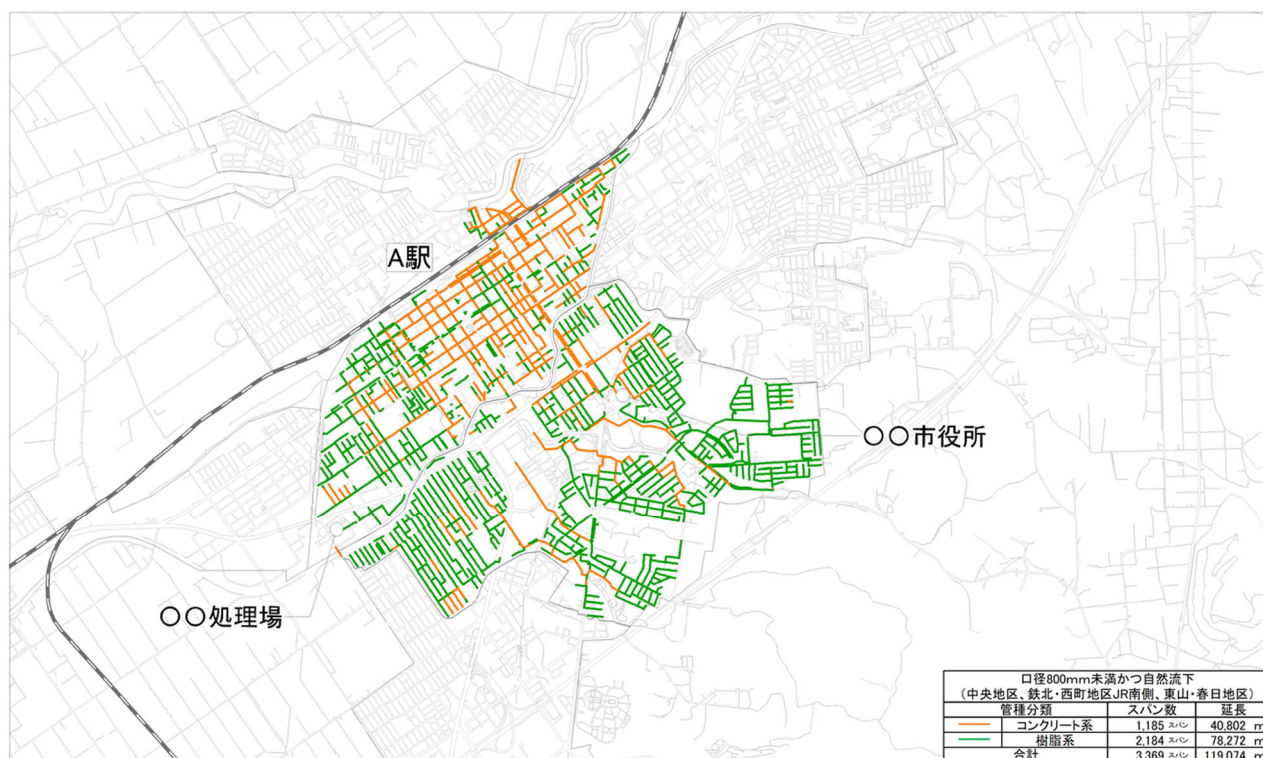 A駅
〇〇市役所
〇〇処理場
口径800mm未満かつ自然流下
(中央地区、鉄北・西町地区JR南側、東山・春日地区)
管種分類 スパン数 延長
コンクリート系 1,185 スパン 40,802 m
樹脂系 2,184 スパン 78,272 m
合計 3,369 スパン 119,074 m